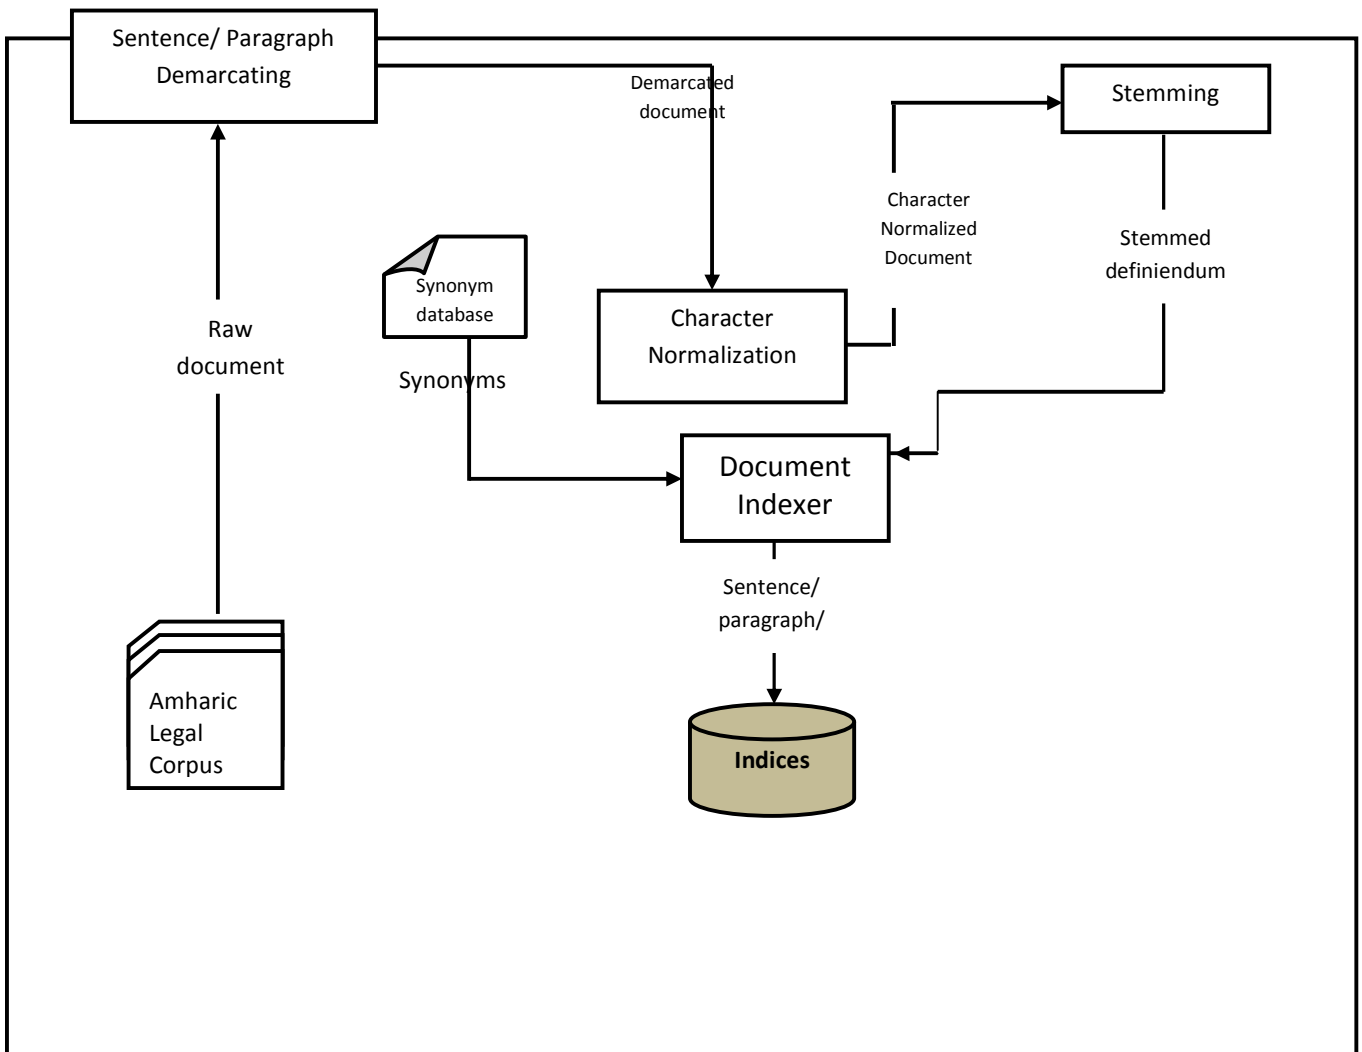 Sentence/ Paragraph
Demarcating
Demarcated
document
Stemming
Character
Normalized
Document
Stemmed
definiendum
Synonym
database
Synonyms
Raw
document
Character
Normalization
Document
Indexer
Sentence/
paragraph/
Amharic
Legal
Corpus
Indices